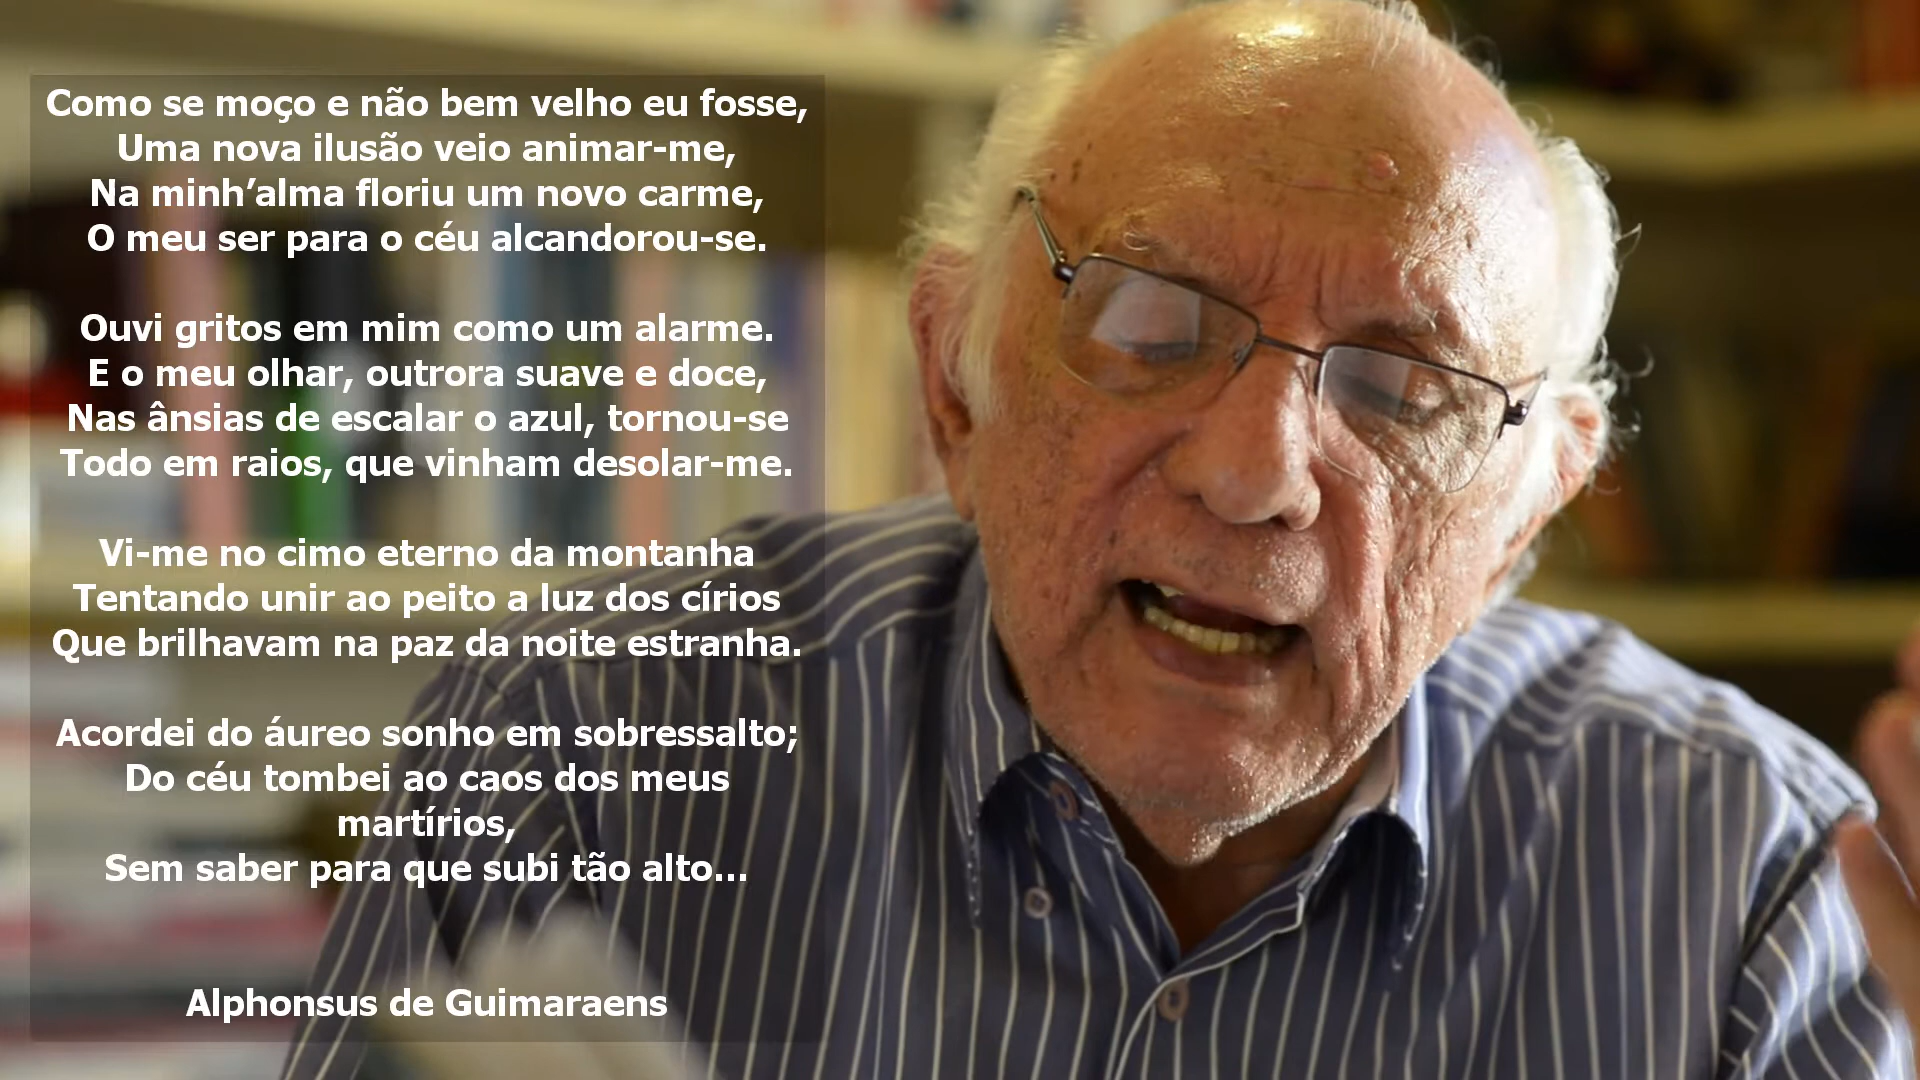 Como se moço e não bem velho eu fosse,
Uma nova ilusão veio animar-me,
Na minh’alma floriu um novo carme,
O meu ser para o céu alcandorou-se.
Ouvi gritos em mim como um alarme.
E o meu olhar, outrora suave e doce,
Nas ânsias de escalar o azul, tornou-se
Todo em raios, que vinham desolar-me.
Vi-me no cimo eterno da montanha
Tentando unir ao peito a luz dos círios
Que brilhavam na paz da noite estranha.
Acordei do áureo sonho em sobressalto;
Do céu tombei ao caos dos meus
martírios,
Sem saber para que subi tão alto...
Alphonsus de Guimaraens